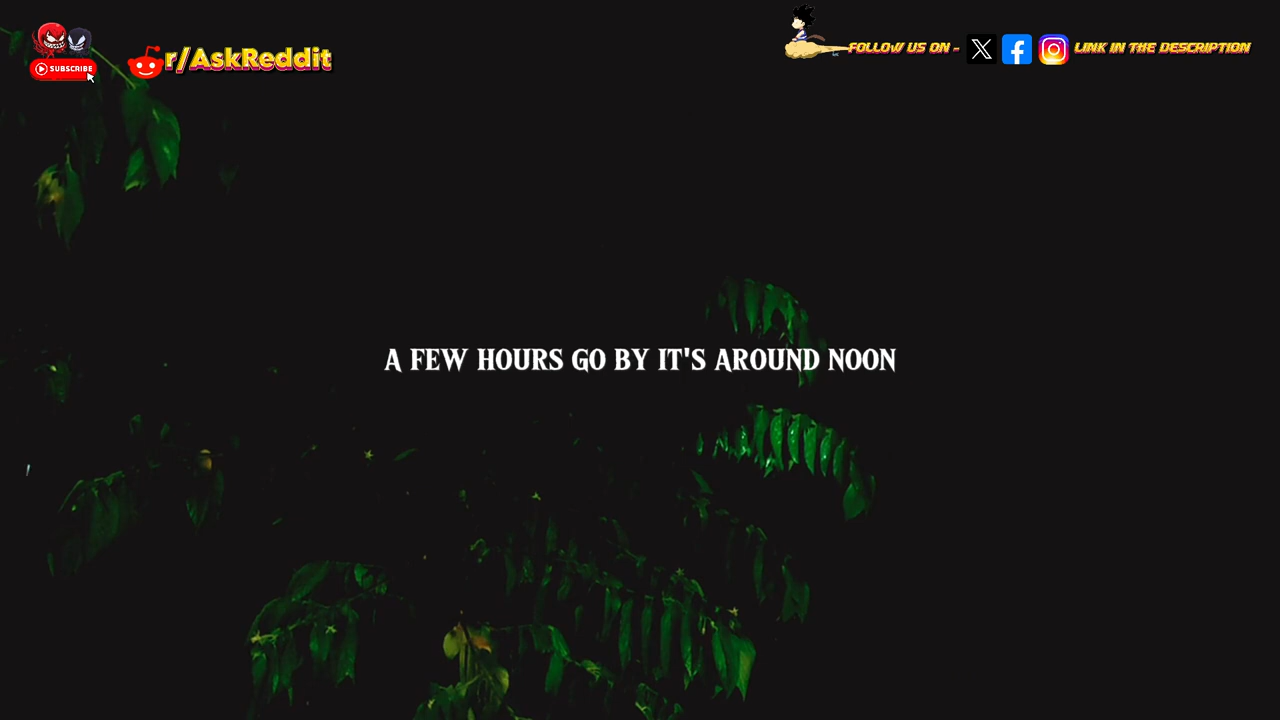 SUBSCRIBE
r/AskReddit
FOLLOW US ON -
LINK IN THE DESCRIPTION
A FEW HOURS GO BY IT'S AROUND NOON